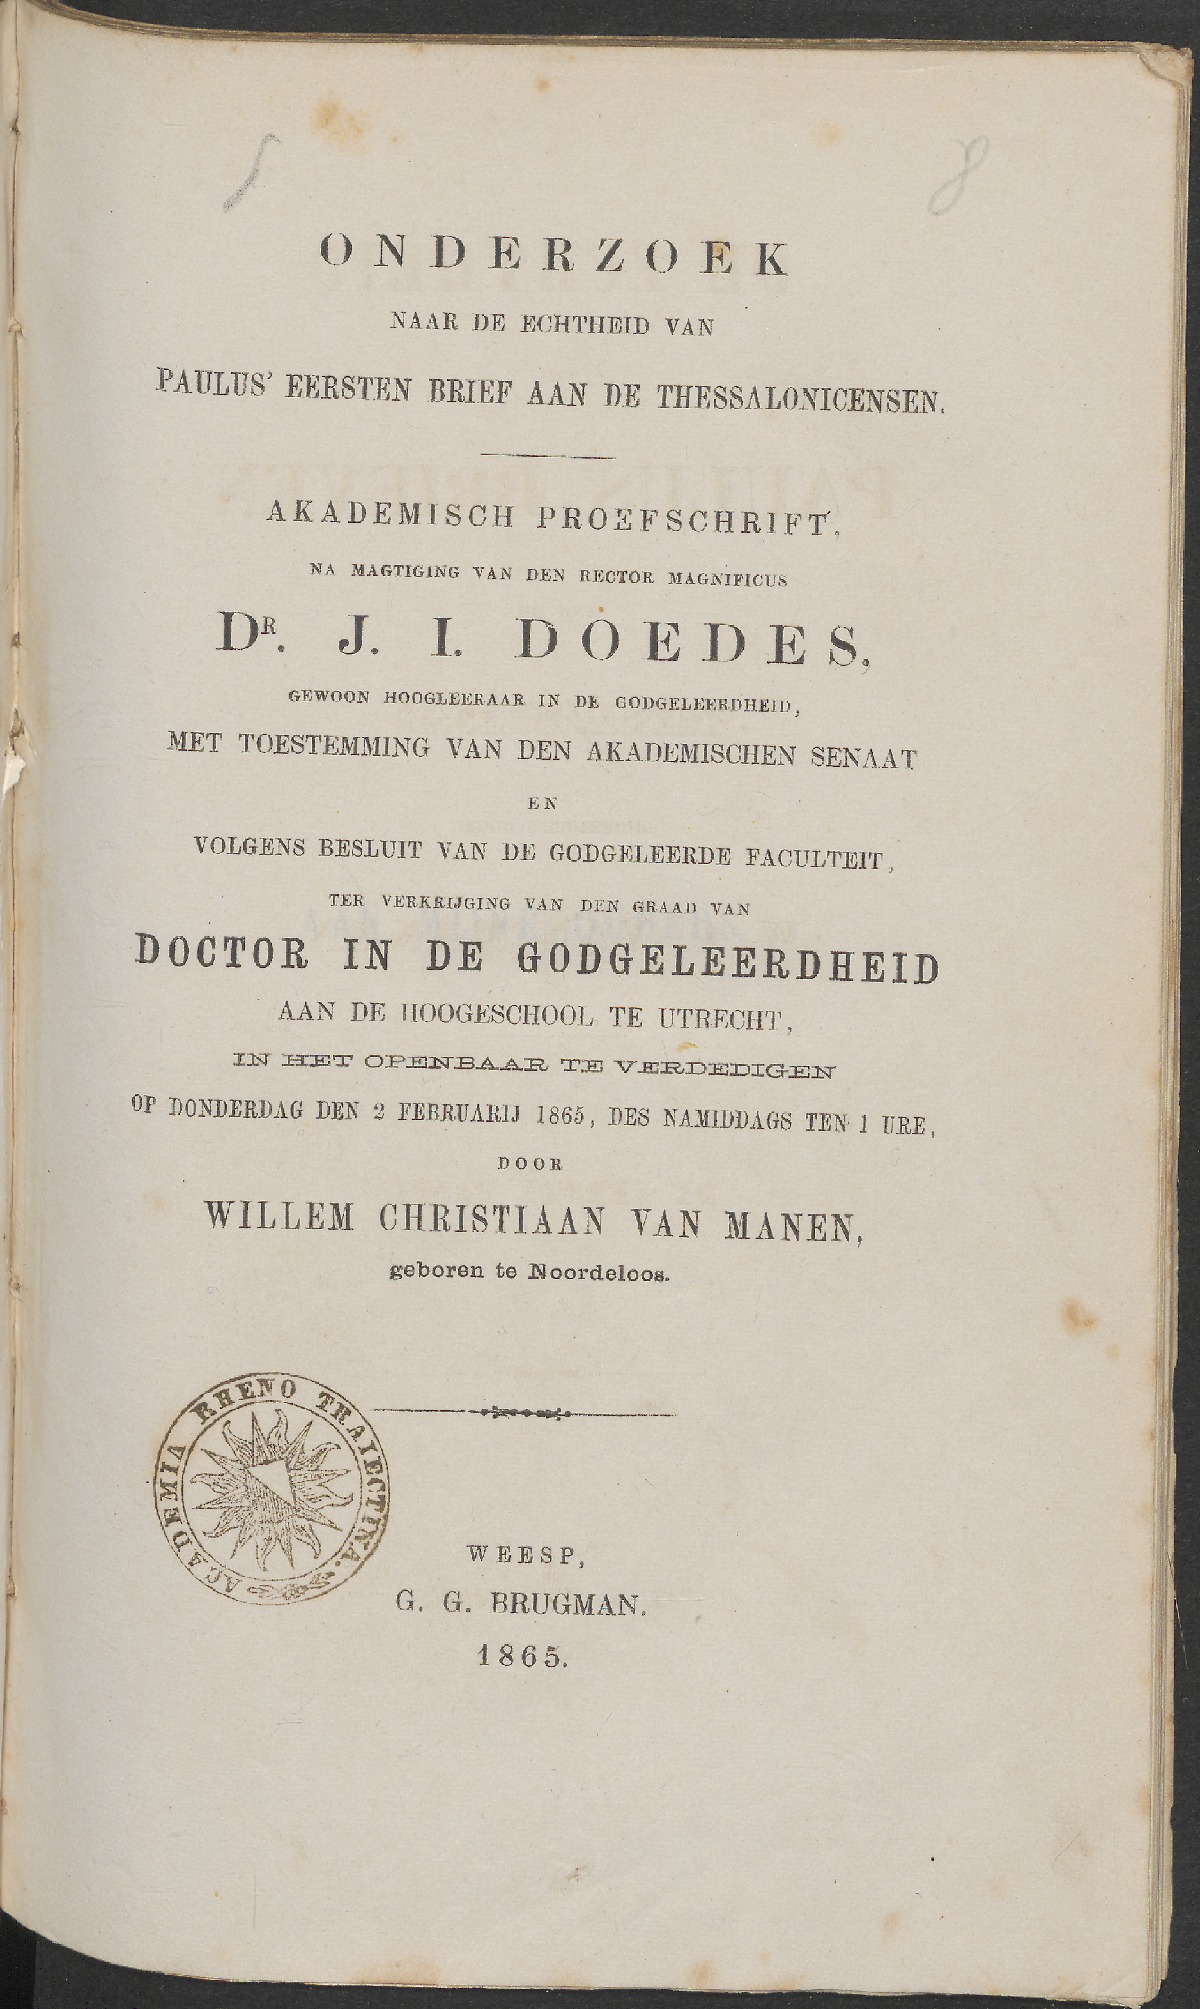 ONDERZOEK
NAAR DE ECHTHEID VAN
PAULUS' EERSTEN BRIEF AAN DE THESSALONICENSEN.
AKADEMISCH PROEFSCHRIFT,
NA MAGTIGING VAN DEN RECTOR MAGNIFICUS
DR. J. I. DOEDES,
GEWOON HOOGLEERAAR IN DE GODGELEERDHEID,
MET TOESTEMMING VAN DEN AKADEMISCHEN SENAAT
EN
VOLGENS BESLUIT VAN DE GODGELEERDE FACULTEIT,
TER VERKRIJGING VAN DEN GRAAD VAN
DOCTOR IN DE GODGELEERDHEID
AAN DE HOOGESCHOOL TE UTRECHT,
IN HET OPENBAAR TE VERDEDIGEN
OP DONDERDAG DEN 2 FEBRUARIJ 1865, DES NAMIDDAGS TEN 1 URE,
DOOR
WILLEM CHRISTIAAN VAN MANEN,
geboren te Noordeloos.
ACADEMIA RHENO TRAIECTINA.
WEESP,
G. G. BRUGMAN.
1865.